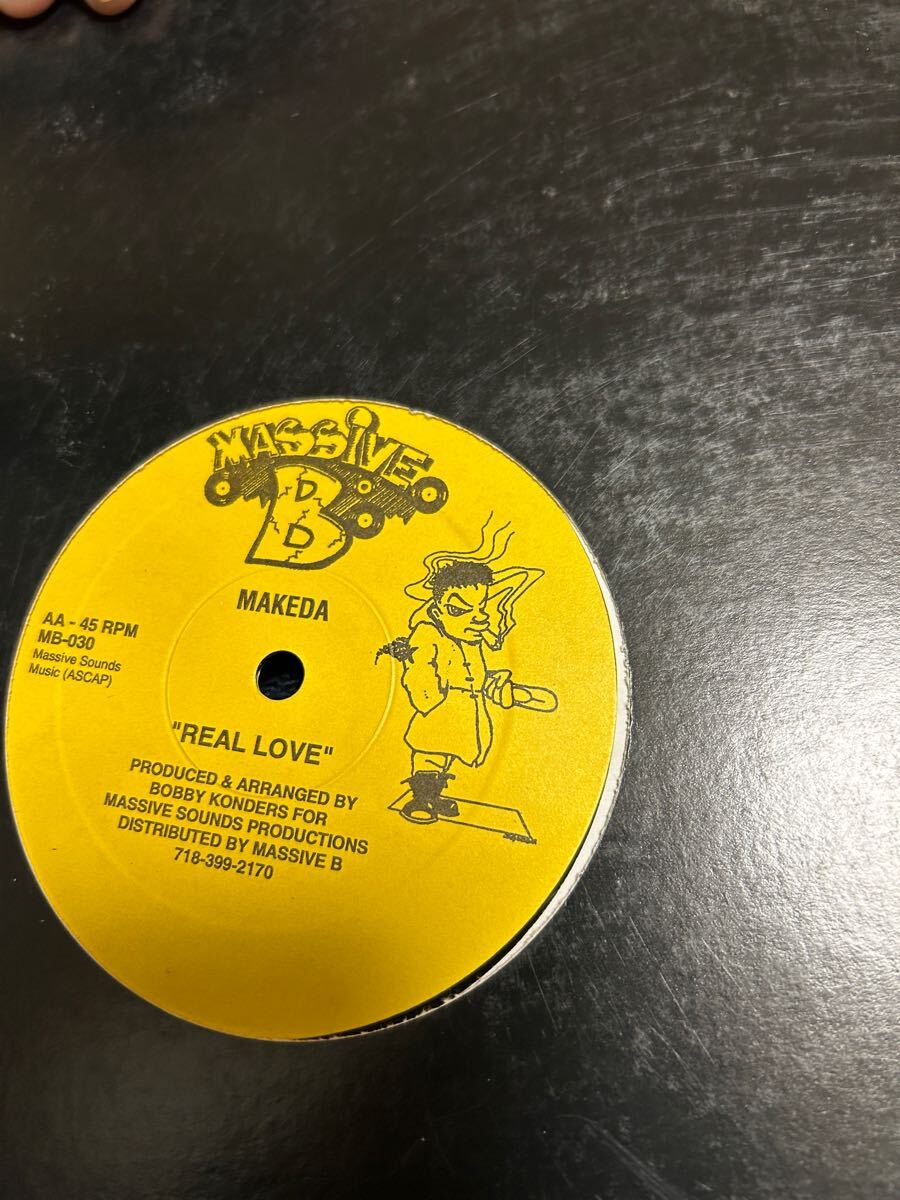 MASSIVE
B
MAKEDA
AA - 45 RPM
MB-030
Massive Sounds
Music (ASCAP)
"REAL LOVE"
PRODUCED & ARRANGED BY
BOBBY KONDERS FOR
MASSIVE SOUNDS PRODUCTIONS
DISTRIBUTED BY MASSIVE B
718-399-2170